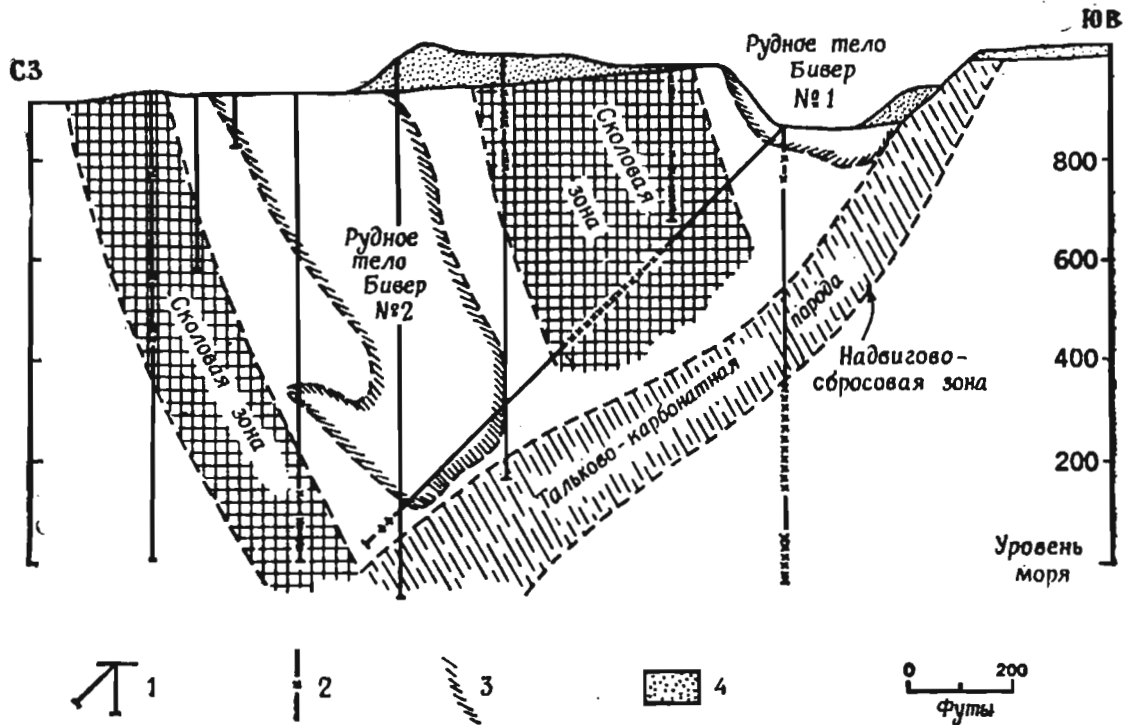 СЗ
ЮВ
Рудное тело
Бивер
№1
Сколовая
зона
800
Рудное
тело
Бивер
№2
600
Сколовая
зона
Тальково-карбонатная
порода
Надвигово-
сбросовая зона
400
200
Уровень
моря
1
2
3
4
0 200
Футы